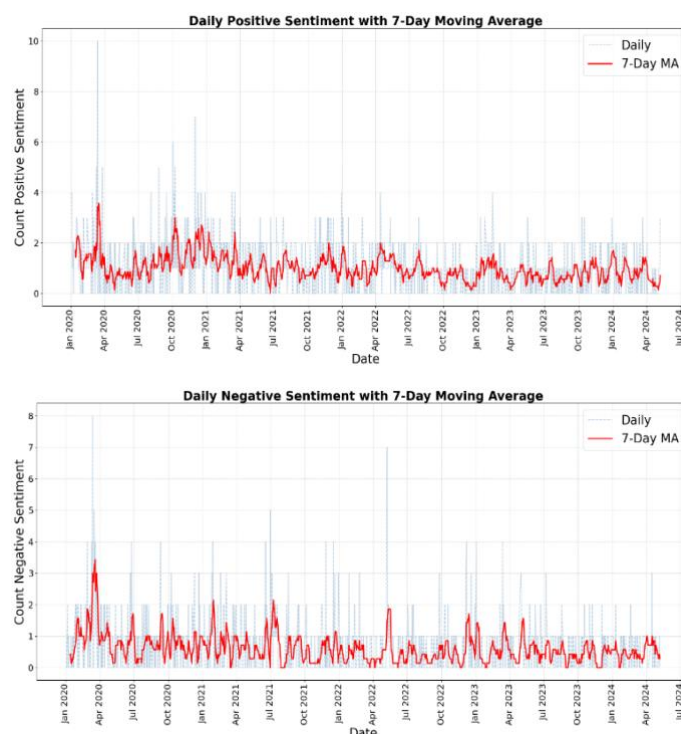 Daily Positive Sentiment with 7-Day Moving Average
Daily
7-Day MA
Count Positive Sentiment
10
8
6
4
2
0
Jan 2020
Apr 2020
Jul 2020
Oct 2020
Jan 2021
Apr 2021
Jul 2021
Oct 2021
Jan 2022
Apr 2022
Jul 2022
Oct 2022
Jan 2023
Apr 2023
Jul 2023
Oct 2023
Jan 2024
Apr 2024
Jul 2024
Date
Daily Negative Sentiment with 7-Day Moving Average
Daily
7-Day MA
Count Negative Sentiment
8
7
6
5
4
3
2
1
0
Jan 2020
Apr 2020
Jul 2020
Oct 2020
Jan 2021
Apr 2021
Jul 2021
Oct 2021
Jan 2022
Apr 2022
Jul 2022
Oct 2022
Jan 2023
Apr 2023
Jul 2023
Oct 2023
Jan 2024
Apr 2024
Jul 2024
Date